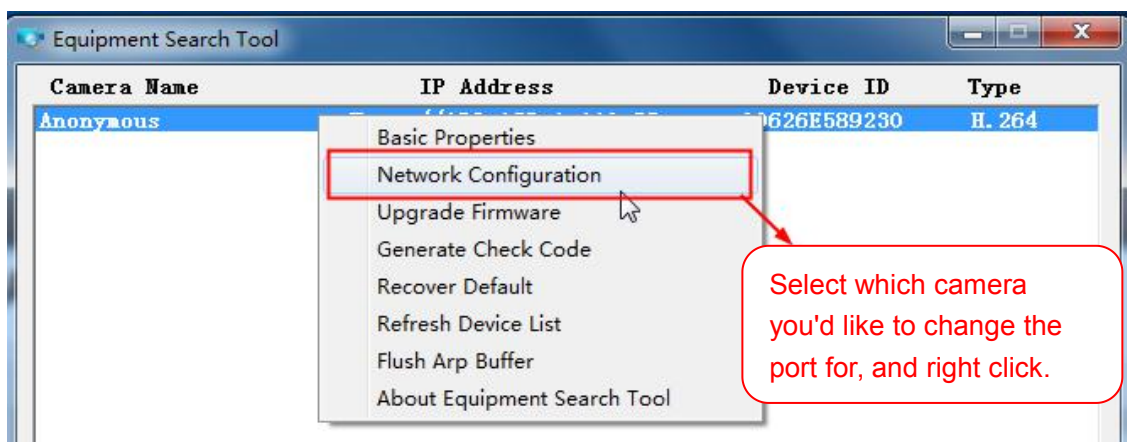 Equipment Search Tool
Camera Name IP Address Device ID Type
Anonymous H.264
Basic Properties
Network Configuration
Upgrade Firmware
Generate Check Code
Recover Default
Refresh Device List
Flush Arp Buffer
About Equipment Search Tool
Select which camera
you'd like to change the
port for, and right click.